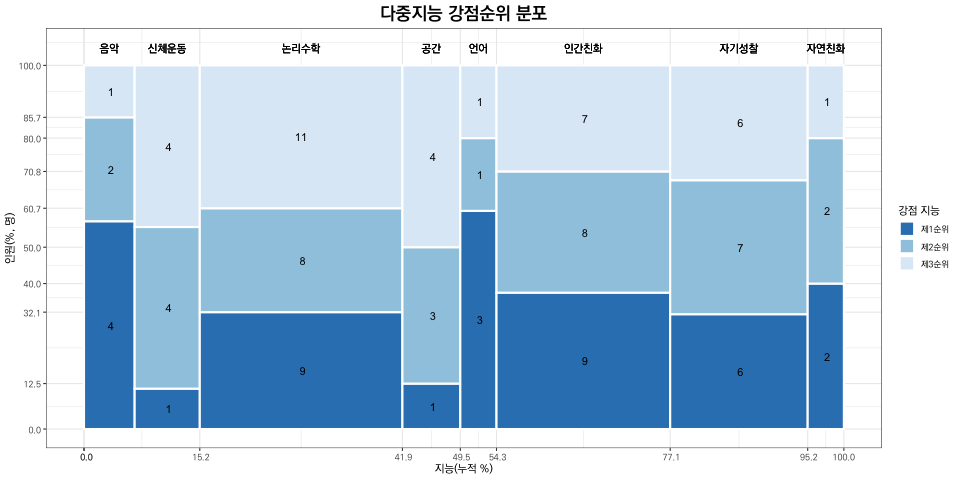 다중지능 강점순위 분포
음악 신체운동 논리수학 공간 언어 인간친화 자기성찰 자연친화
인원(%, 명)
100.0
85.7
80.0
70.8
60.7
50.0
40.0
32.1
12.5
0.0
1 4 11 4 1 7 6 1
2 4 8 3 1 8 7 2
4 1 9 1 3 9 6 2
0.0 15.2 41.9 49.5 54.3 77.1 95.2 100.0
지능(누적 %)
강점 지능
제1순위
제2순위
제3순위